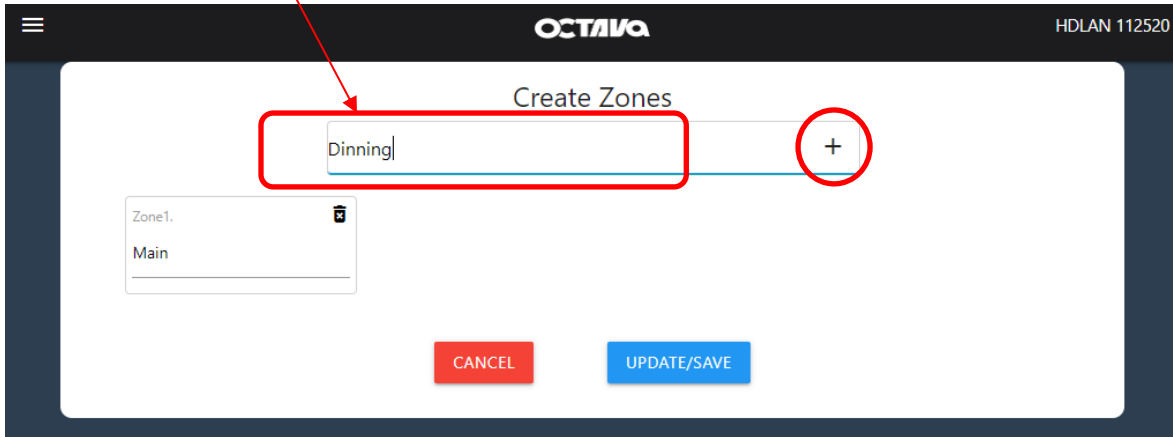 OCTAVA
HDLAN 112520
Create Zones
Dinning
+
Zone1.
Main
CANCEL
UPDATE/SAVE